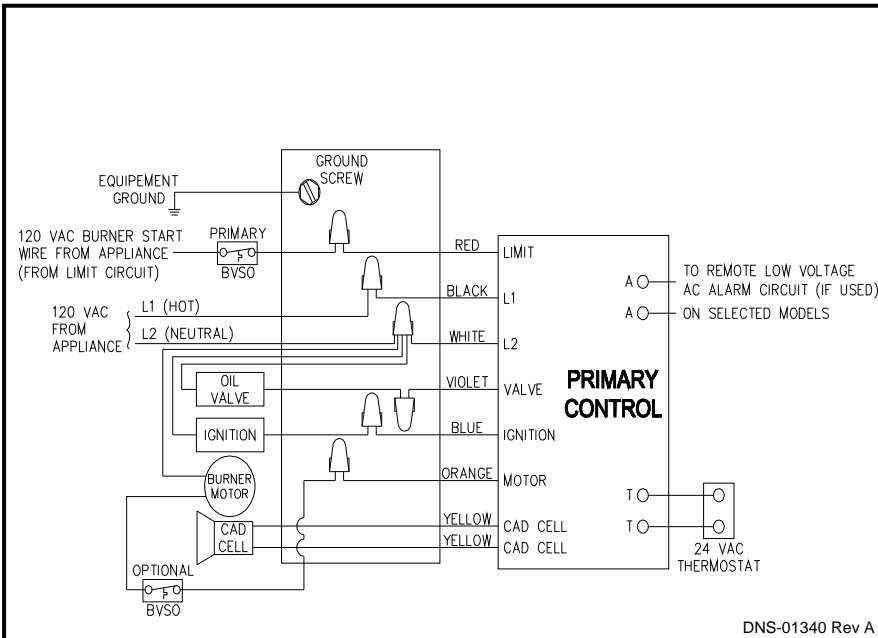 GROUND
SCREW
EQUIPEMENT
GROUND
120 VAC BURNER START
WIRE FROM APPLIANCE
(FROM LIMIT CIRCUIT)
PRIMARY
BVSO
RED
LIMIT
BLACK
L1
120 VAC
FROM
APPLIANCE
L1 (HOT)
L2 (NEUTRAL)
WHITE
L2
OIL
VALVE
VIOLET
VALVE
IGNITION
BLUE
IGNITION
BURNER
MOTOR
ORANGE
MOTOR
CAD
CELL
YELLOW
CAD CELL
YELLOW
CAD CELL
OPTIONAL
BVSO
PRIMARY
CONTROL
A
A
TO REMOTE LOW VOLTAGE
AC ALARM CIRCUIT (IF USED)
ON SELECTED MODELS
T
T
24 VAC
THERMOSTAT
DNS-01340 Rev A